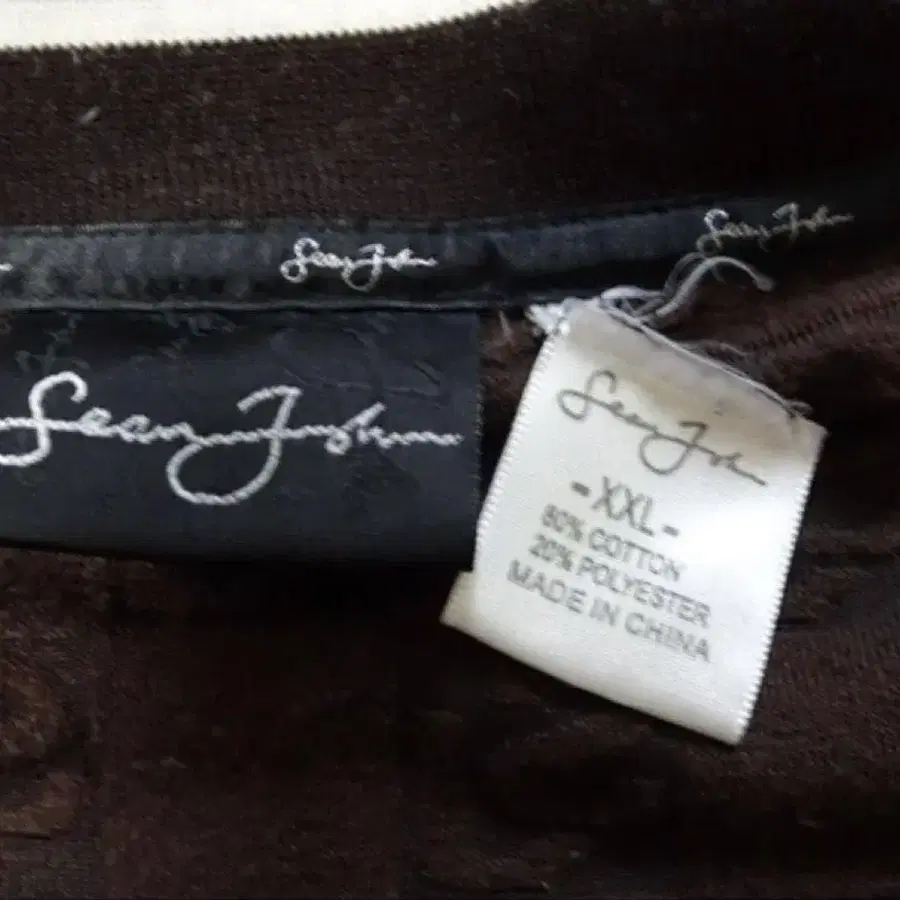 Sean John
Sean John
Sean John
Sean John
- XXL -
80% COTTON
20% POLYESTER
MADE IN CHINA